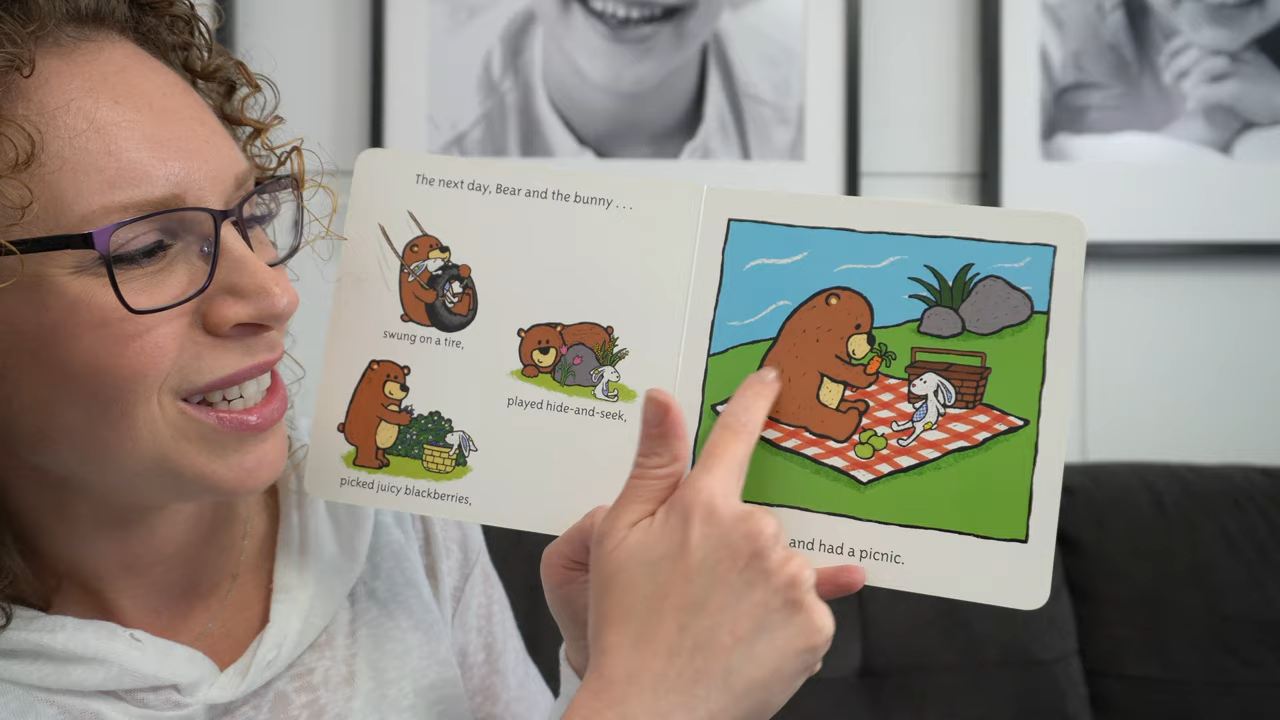 The next day, Bear and the bunny . . .
swung on a tire,
played hide-and-seek,
picked juicy blackberries,
and had a picnic.